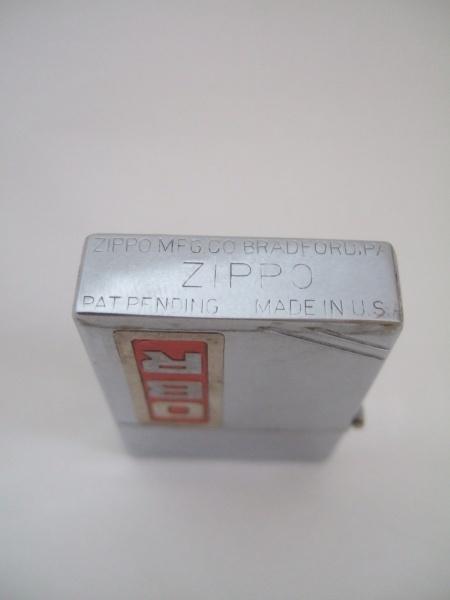 ZIPPO MFG.CO BRADFORD,PA
ZIPPO
PAT.PENDING MADE IN U.S.A